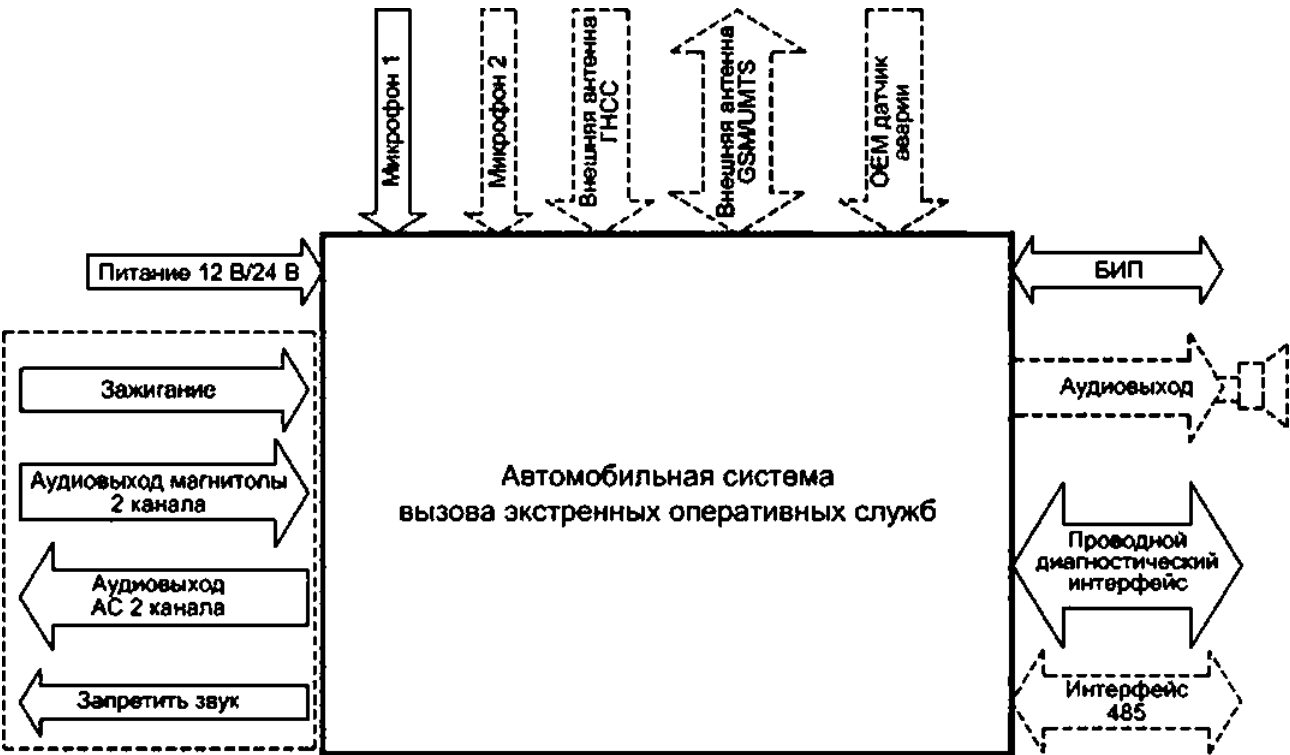 Микрофон 1
Микрофон 2
Внешняя антенна
ГНСС
Внешняя антенна
GSM/UMTS
ОЕМ датчик
аварии
Питание 12 В/24 В
БИП
Зажигание
Аудиовыход
Аудиовыход магнитолы
2 канала
Автомобильная система
вызова экстренных оперативных служб
Аудиовыход
АС 2 канала
Проводной
диагностический
интерфейс
Запретить звук
Интерфейс
485